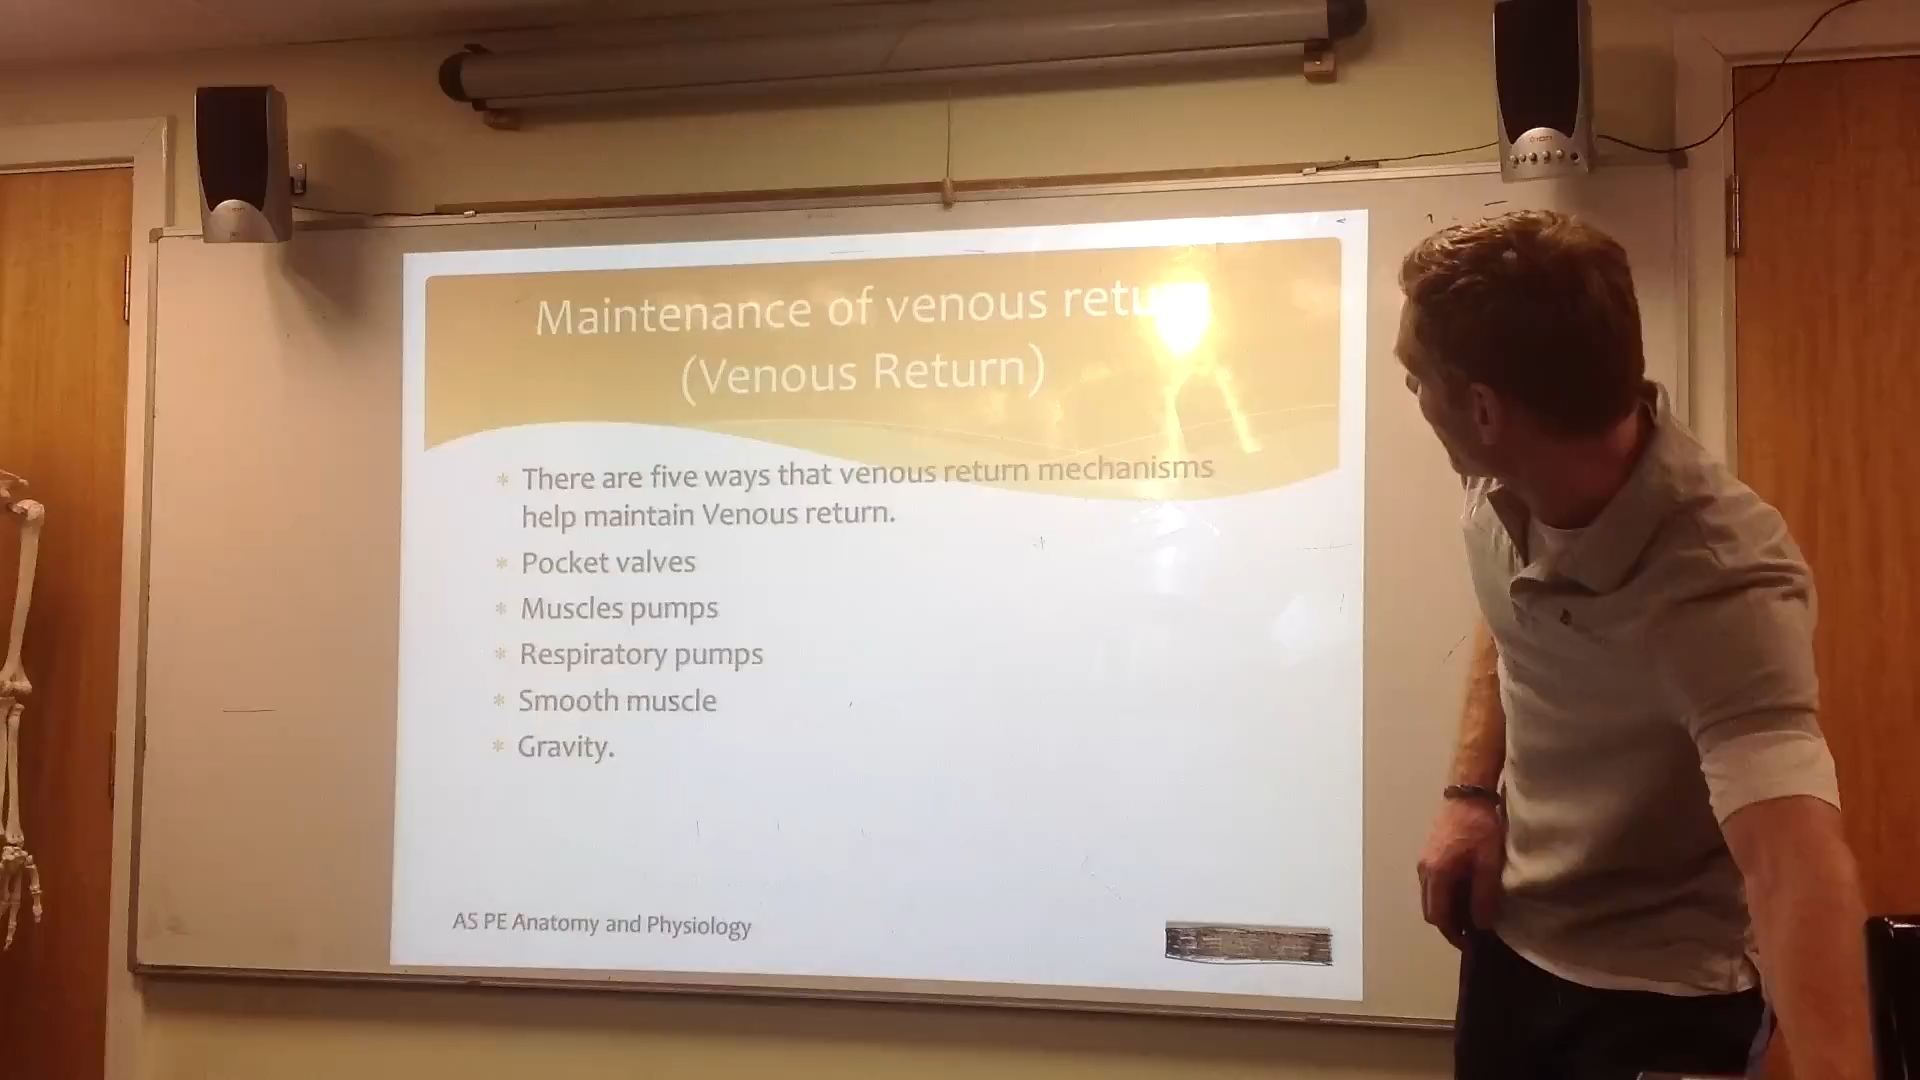 Maintenance of venous
(Venous Return)
There are five ways that venous return mechanisms
help maintain Venous return.
Pocket valves
Muscles pumps
Respiratory pumps
Smooth muscle
Gravity.
AS PE Anatomy and Physiology
ION